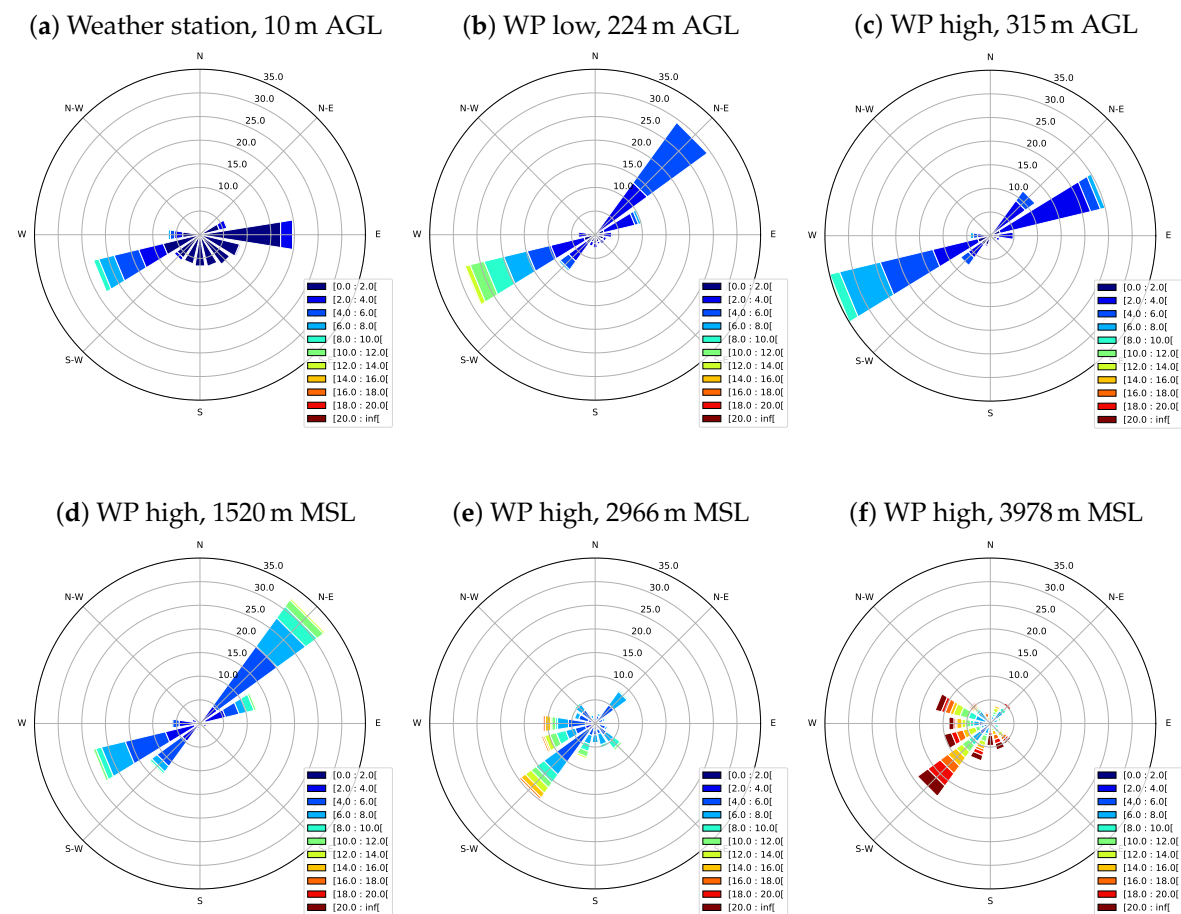 (a) Weather station, 10 m AGL
N
N-E
E
S
S-W
W
N-W
10.0
15.0
20.0
25.0
30.0
35.0
[0.0 : 2.0[
[2.0 : 4.0[
[4.0 : 6.0[
[6.0 : 8.0[
[8.0 : 10.0[
[10.0 : 12.0[
[12.0 : 14.0[
[14.0 : 16.0[
[16.0 : 18.0[
[18.0 : 20.0[
[20.0 : inf[
(b) WP low, 224 m AGL
N
N-E
E
S
S-W
W
N-W
10.0
15.0
20.0
25.0
30.0
35.0
[0.0 : 2.0[
[2.0 : 4.0[
[4.0 : 6.0[
[6.0 : 8.0[
[8.0 : 10.0[
[10.0 : 12.0[
[12.0 : 14.0[
[14.0 : 16.0[
[16.0 : 18.0[
[18.0 : 20.0[
[20.0 : inf[
(c) WP high, 315 m AGL
N
N-E
E
S
S-W
W
N-W
10.0
15.0
20.0
25.0
30.0
35.0
[0.0 : 2.0[
[2.0 : 4.0[
[4.0 : 6.0[
[6.0 : 8.0[
[8.0 : 10.0[
[10.0 : 12.0[
[12.0 : 14.0[
[14.0 : 16.0[
[16.0 : 18.0[
[18.0 : 20.0[
[20.0 : inf[
(d) WP high, 1520 m MSL
N
N-E
E
S
S-W
W
N-W
10.0
15.0
20.0
25.0
30.0
35.0
[0.0 : 2.0[
[2.0 : 4.0[
[4.0 : 6.0[
[6.0 : 8.0[
[8.0 : 10.0[
[10.0 : 12.0[
[12.0 : 14.0[
[14.0 : 16.0[
[16.0 : 18.0[
[18.0 : 20.0[
[20.0 : inf[
(e) WP high, 2966 m MSL
N
N-E
E
S
S-W
W
N-W
10.0
15.0
20.0
25.0
30.0
35.0
[0.0 : 2.0[
[2.0 : 4.0[
[4.0 : 6.0[
[6.0 : 8.0[
[8.0 : 10.0[
[10.0 : 12.0[
[12.0 : 14.0[
[14.0 : 16.0[
[16.0 : 18.0[
[18.0 : 20.0[
[20.0 : inf[
(f) WP high, 3978 m MSL
N
N-E
E
S
S-W
W
N-W
10.0
15.0
20.0
25.0
30.0
35.0
[0.0 : 2.0[
[2.0 : 4.0[
[4.0 : 6.0[
[6.0 : 8.0[
[8.0 : 10.0[
[10.0 : 12.0[
[12.0 : 14.0[
[14.0 : 16.0[
[16.0 : 18.0[
[18.0 : 20.0[
[20.0 : inf[